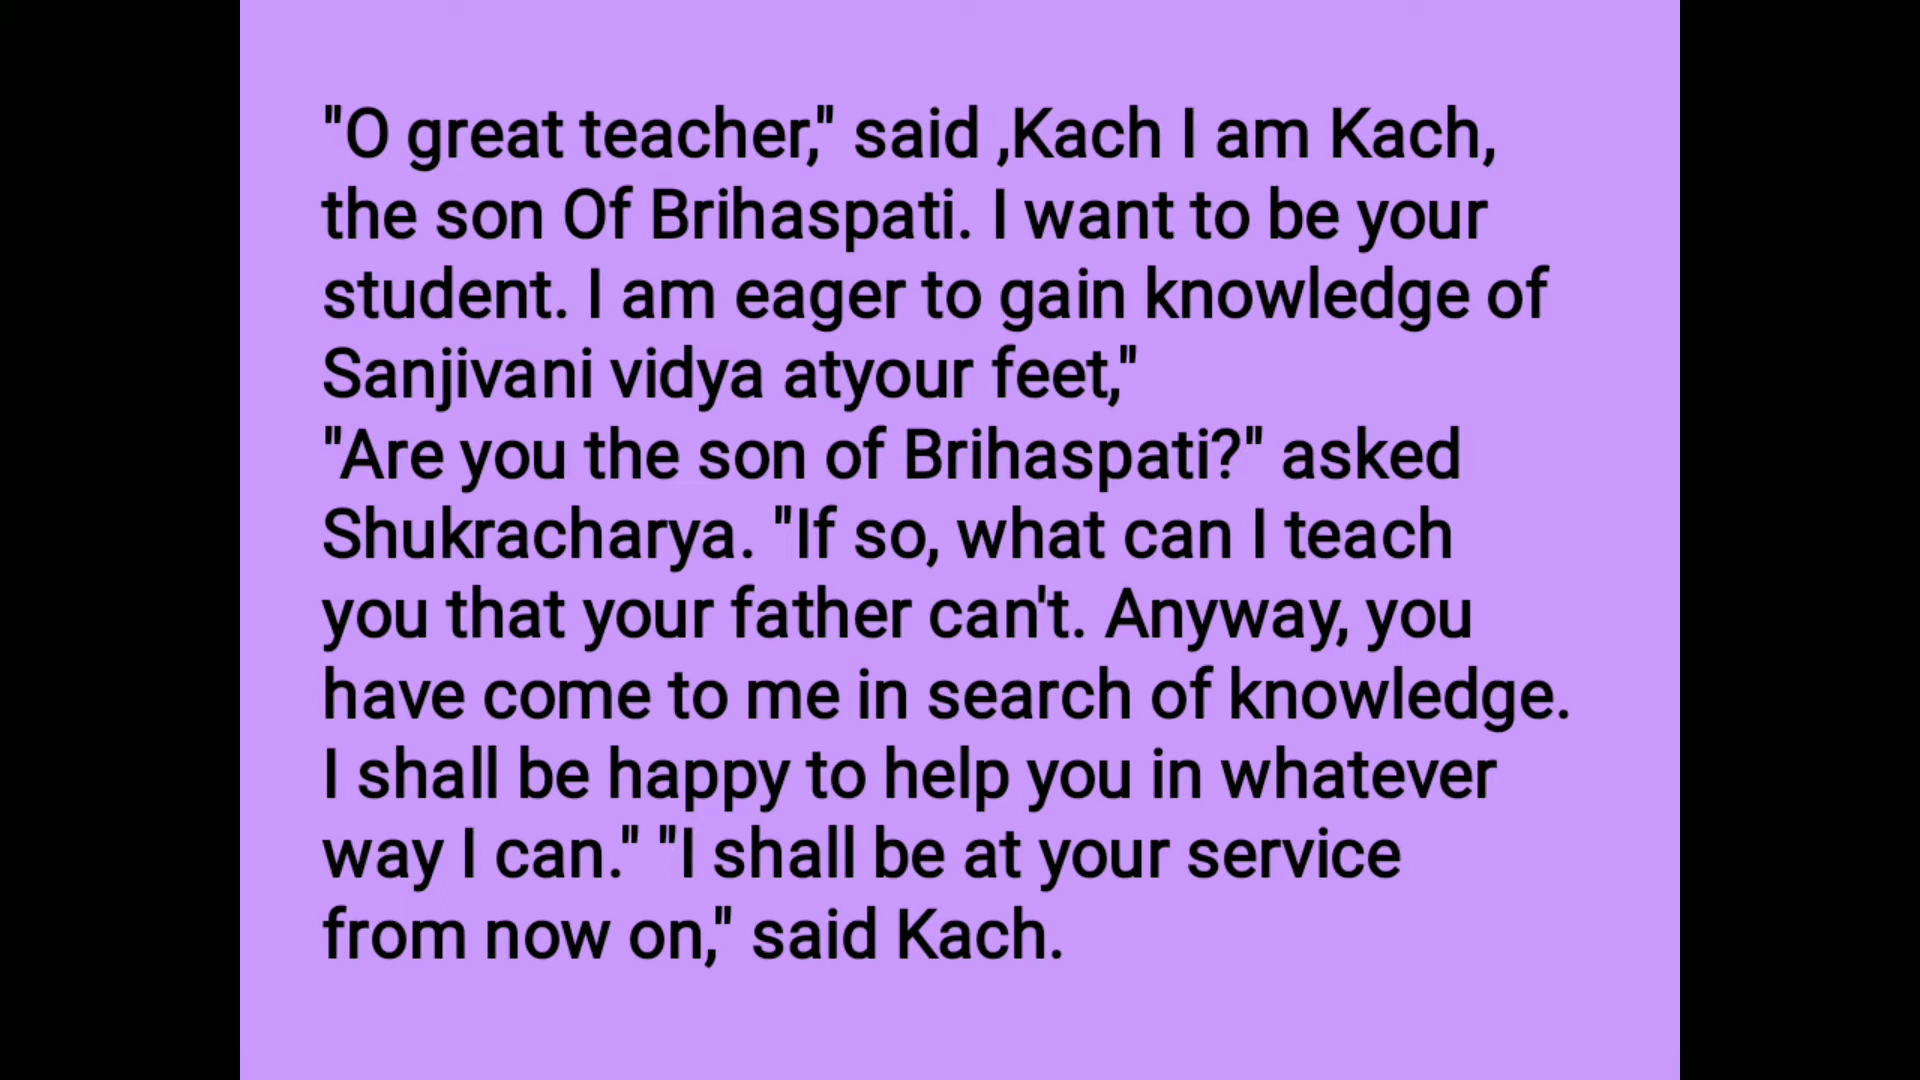 "O great teacher," said ,Kach I am Kach,
the son Of Brihaspati. I want to be your
student. I am eager to gain knowledge of
Sanjivani vidya atyour feet,"
"Are you the son of Brihaspati?" asked
Shukracharya. "If so, what can I teach
you that your father can't. Anyway, you
have come to me in search of knowledge.
I shall be happy to help you in whatever
way I can." "I shall be at your service
from now on," said Kach.